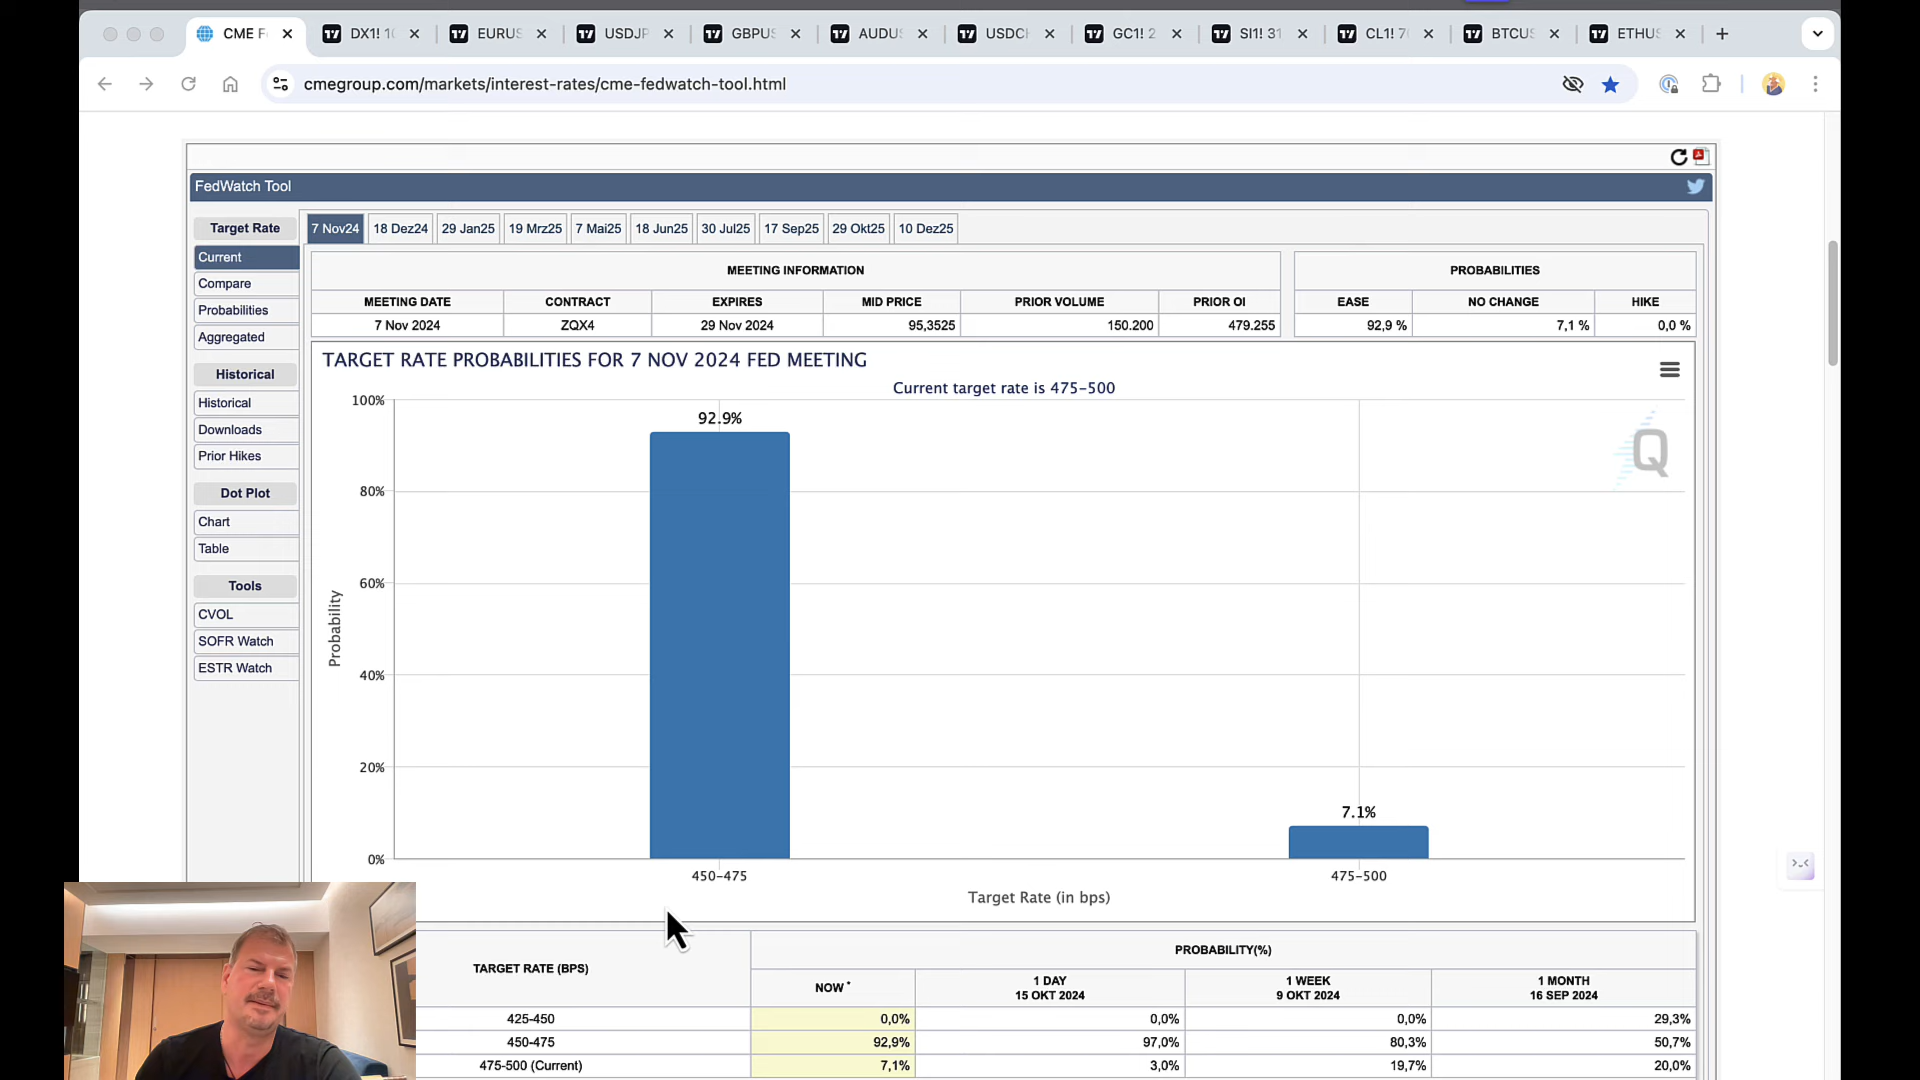 CME F
DX1! 10
EURUS
USDJP
GBPUS
AUDUS
USDCH
GC1! 2
SI1! 31
CL1! 70
BTCUS
ETHUS
cmegroup.com/markets/interest-rates/cme-fedwatch-tool.html
FedWatch Tool
Target Rate
Current
Compare
Probabilities
Aggregated
Historical
Historical
Downloads
Prior Hikes
Dot Plot
Chart
Table
Tools
CVOL
SOFR Watch
ESTR Watch
7 Nov24 18 Dez24 29 Jan25 19 Mrz25 7 Mai25 18 Jun25 30 Jul25 17 Sep25 29 Okt25 10 Dez25
MEETING INFORMATION
MEETING DATE CONTRACT EXPIRES MID PRICE PRIOR VOLUME PRIOR OI
7 Nov 2024 ZQX4 29 Nov 2024 95,3525 150.200 479.255
PROBABILITIES
EASE NO CHANGE HIKE
92,9 % 7,1 % 0,0 %
TARGET RATE PROBABILITIES FOR 7 NOV 2024 FED MEETING
Current target rate is 475-500
Probability
100%
80%
60%
40%
20%
0%
92.9%
7.1%
Q
450-475 475-500
Target Rate (in bps)
TARGET RATE (BPS) PROBABILITY(%)
NOW * 1 DAY 15 OKT 2024 1 WEEK 9 OKT 2024 1 MONTH 16 SEP 2024
425-450 0,0% 0,0% 0,0% 29,3%
450-475 92,9% 97,0% 80,3% 50,7%
475-500 (Current) 7,1% 3,0% 19,7% 20,0%